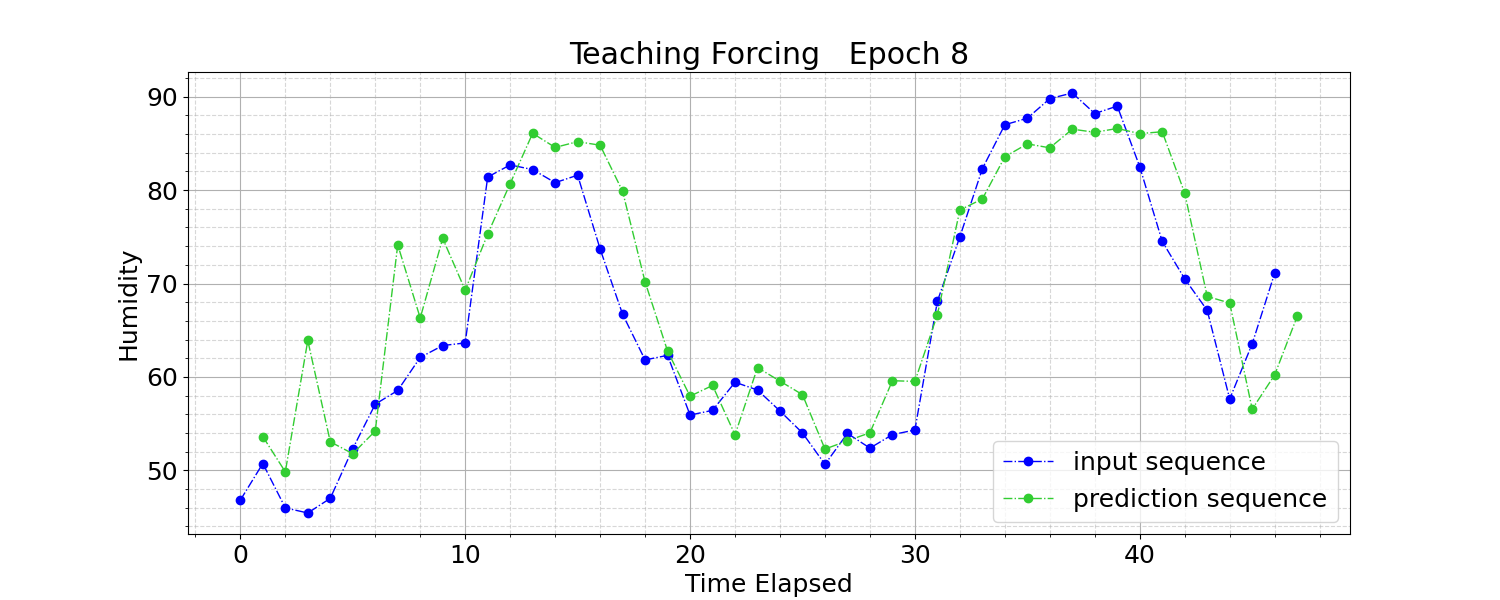 Teaching Forcing   Epoch 8
90
80
70
60
50
Humidity
0 10 20 30 40
Time Elapsed
input sequence
prediction sequence